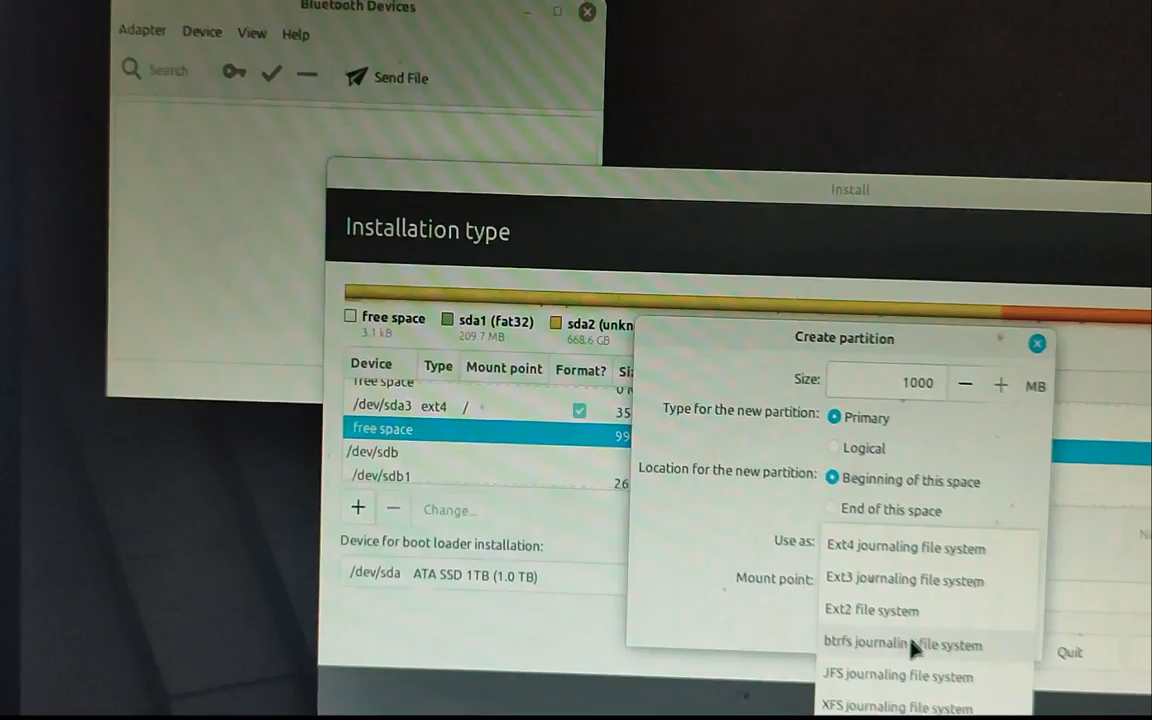 Bluetooth Devices
Adapter Device View Help
Search Send File
Install
Installation type
free space sda1 (fat32) sda2 (unkn
3.1 kB 209.7 MB 668.6 GB
Create partition
Size: 1000 MB
Device Type Mount point Format?
free space
/dev/sda3 ext4 / 35
free space 99
/dev/sdb
/dev/sdb1 26
Type for the new partition: Primary
Logical
Location for the new partition: Beginning of this space
End of this space
+ − Change...
Use as: Ext4 journaling file system
Device for boot loader installation:
Mount point: Ext3 journaling file system
/dev/sda ATA SSD 1TB (1.0 TB)
Ext2 file system
btrfs journaling file system
Quit
JFS journaling file system
XFS journaling file system